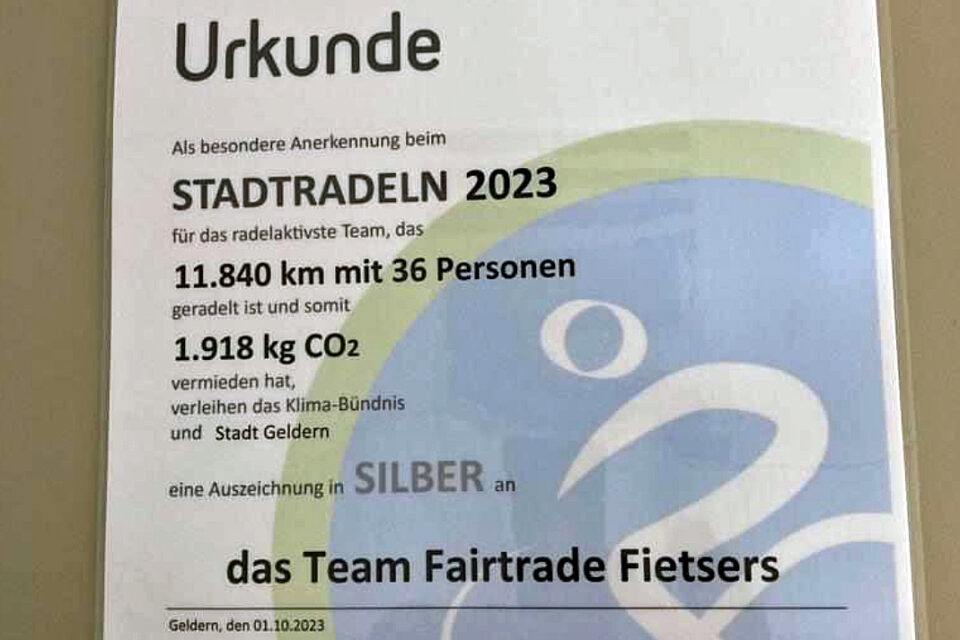 Urkunde
Als besondere Anerkennung beim
STADTRADELN 2023
für das radelaktivste Team, das
11.840 km mit 36 Personen
geradelt ist und somit
1.918 kg CO2
vermieden hat,
verleihen das Klima-Bündnis
und Stadt Geldern
eine Auszeichnung in SILBER an
das Team Fairtrade Fietsers
Geldern, den 01.10.2023